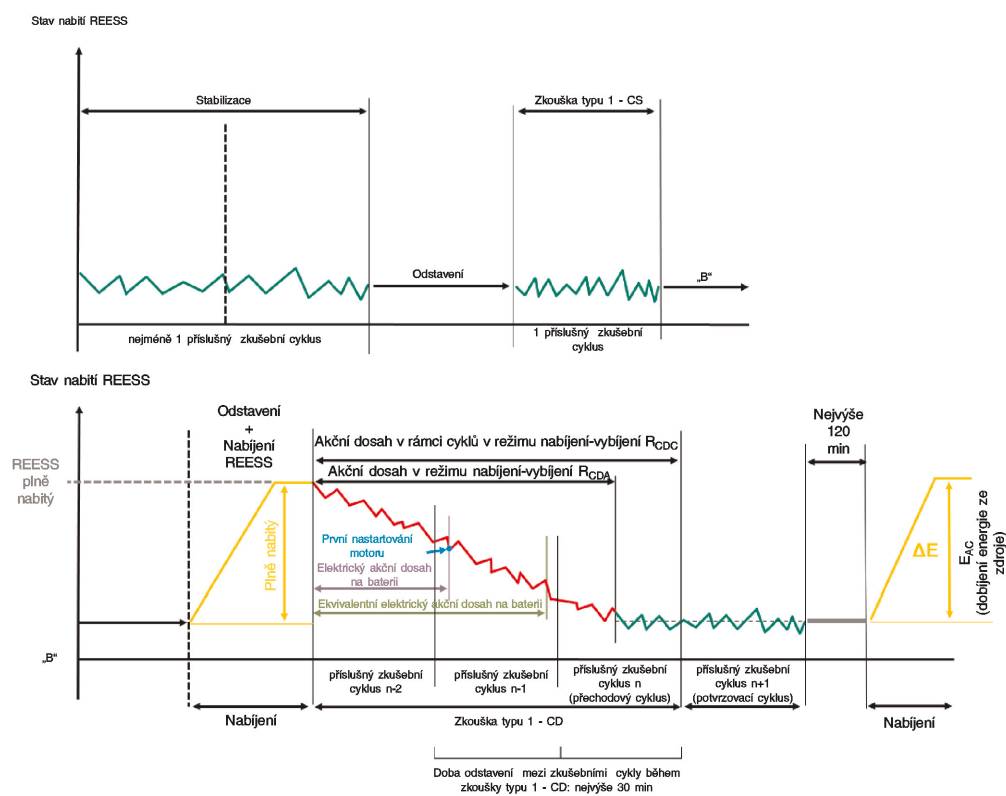 Stav nabití REESS
Stabilizace
Zkouška typu 1 - CS
Odstavení
„B“
nejméně 1 příslušný zkušební cyklus
1 příslušný zkušební
cyklus
Stav nabití REESS
Odstavení
+
Nabíjení
REESS
Nejvýše
120
min
Akční dosah v rámci cyklů v režimu nabíjení-vybíjení RCDC
Akční dosah v režimu nabíjení-vybíjení RCDA
REESS
plně
nabitý
Plně nabitý
První nastartování
motoru
Elektrický akční dosah
na baterii
Ekvivalentní elektrický akční dosah na baterii
ΔE
EAC
(dobíjení energie ze
zdroje)
„B“
příslušný zkušební
cyklus n-2
příslušný zkušební
cyklus n-1
příslušný zkušební
cyklus n
(přechodový cyklus)
příslušný zkušební
cyklus n+1
(potvrzovací cyklus)
Nabíjení
Zkouška typu 1 - CD
Nabíjení
Doba odstavení mezi zkušebními cykly během
zkoušky typu 1 - CD: nejvýše 30 min